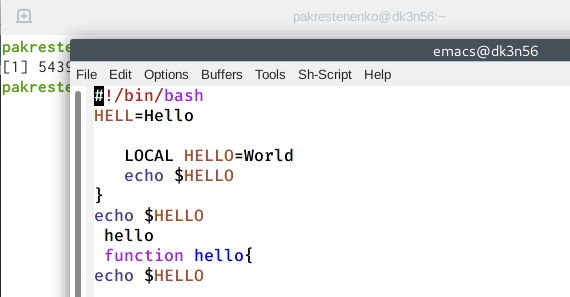 pakrestenenko@dk3n56:~
pakreste
[1] 5439
pakreste
emacs@dk3n56
File Edit Options Buffers Tools Sh-Script Help
#!/bin/bash
HELL=Hello
LOCAL HELLO=World
echo $HELLO
}
echo $HELLO
hello
function hello{
echo $HELLO